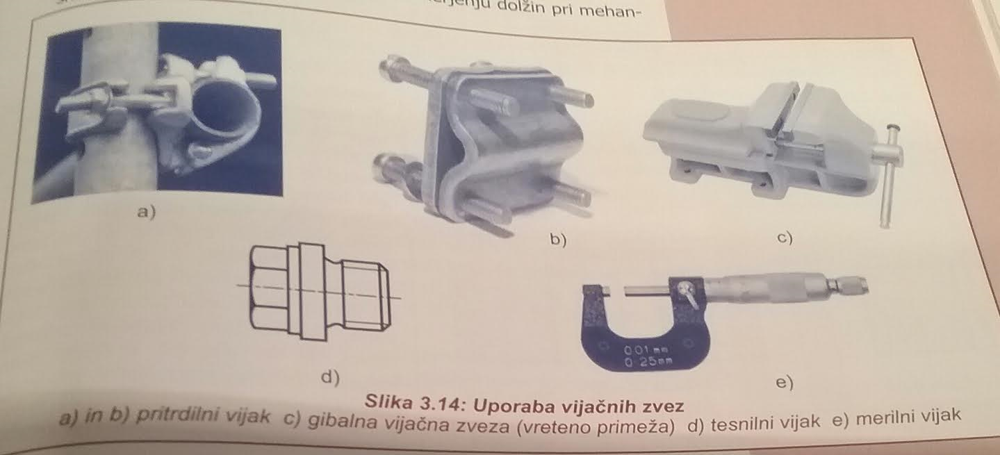 dolžin pri mehan-
a)
b)
c)
d)
0.01 mm
0-25mm
e)
Slika 3.14: Uporaba vijačnih zvez
a) in b) pritrdilni vijak c) gibalna vijačna zveza (vreteno primeža) d) tesnilni vijak e) merilni vijak